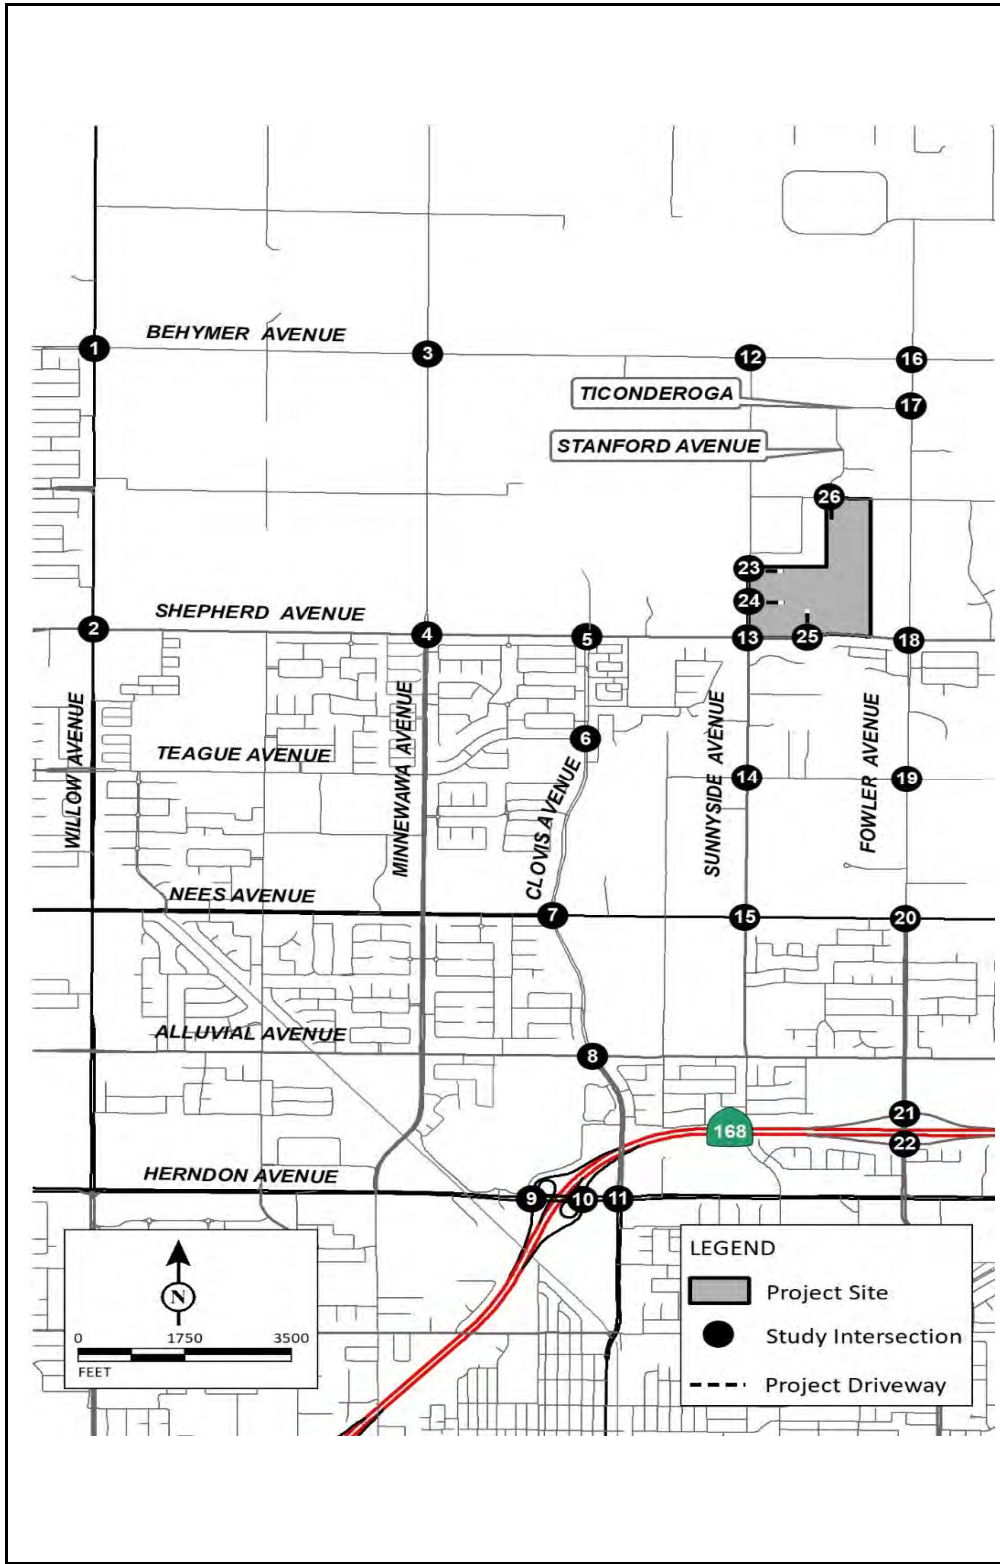 BEHYMER AVENUE
1
3
12
16
TICONDEROGA
17
STANFORD AVENUE
26
23
24
SHEPHERD AVENUE
2
4
5
13
25
18
WILLOW AVENUE
MINNEWAWA AVENUE
CLOVIS AVENUE
SUNNYSIDE AVENUE
FOWLER AVENUE
6
TEAGUE AVENUE
14
19
NEES AVENUE
7
15
20
ALLUVIAL AVENUE
8
21
168
22
HERNDON AVENUE
9
10
11
N
0 1750 3500
FEET
LEGEND
Project Site
Study Intersection
Project Driveway